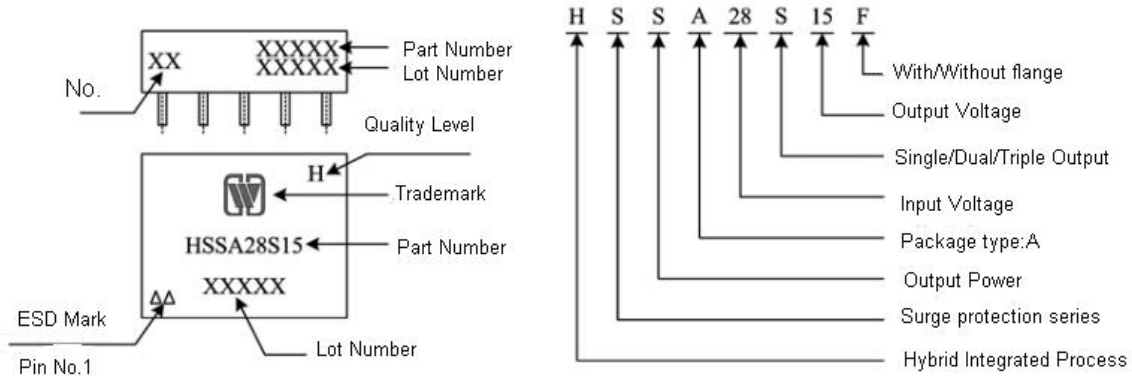 XX
XXXXX
XXXXX
Part Number
Lot Number
No.
Quality Level
H
Trademark
HSSA28S15
Part Number
XXXXX
ΔΔ
ESD Mark
Pin No.1
Lot Number
H S S A 28 S 15 F
With/Without flange
Output Voltage
Single/Dual/Triple Output
Input Voltage
Package type:A
Output Power
Surge protection series
Hybrid Integrated Process